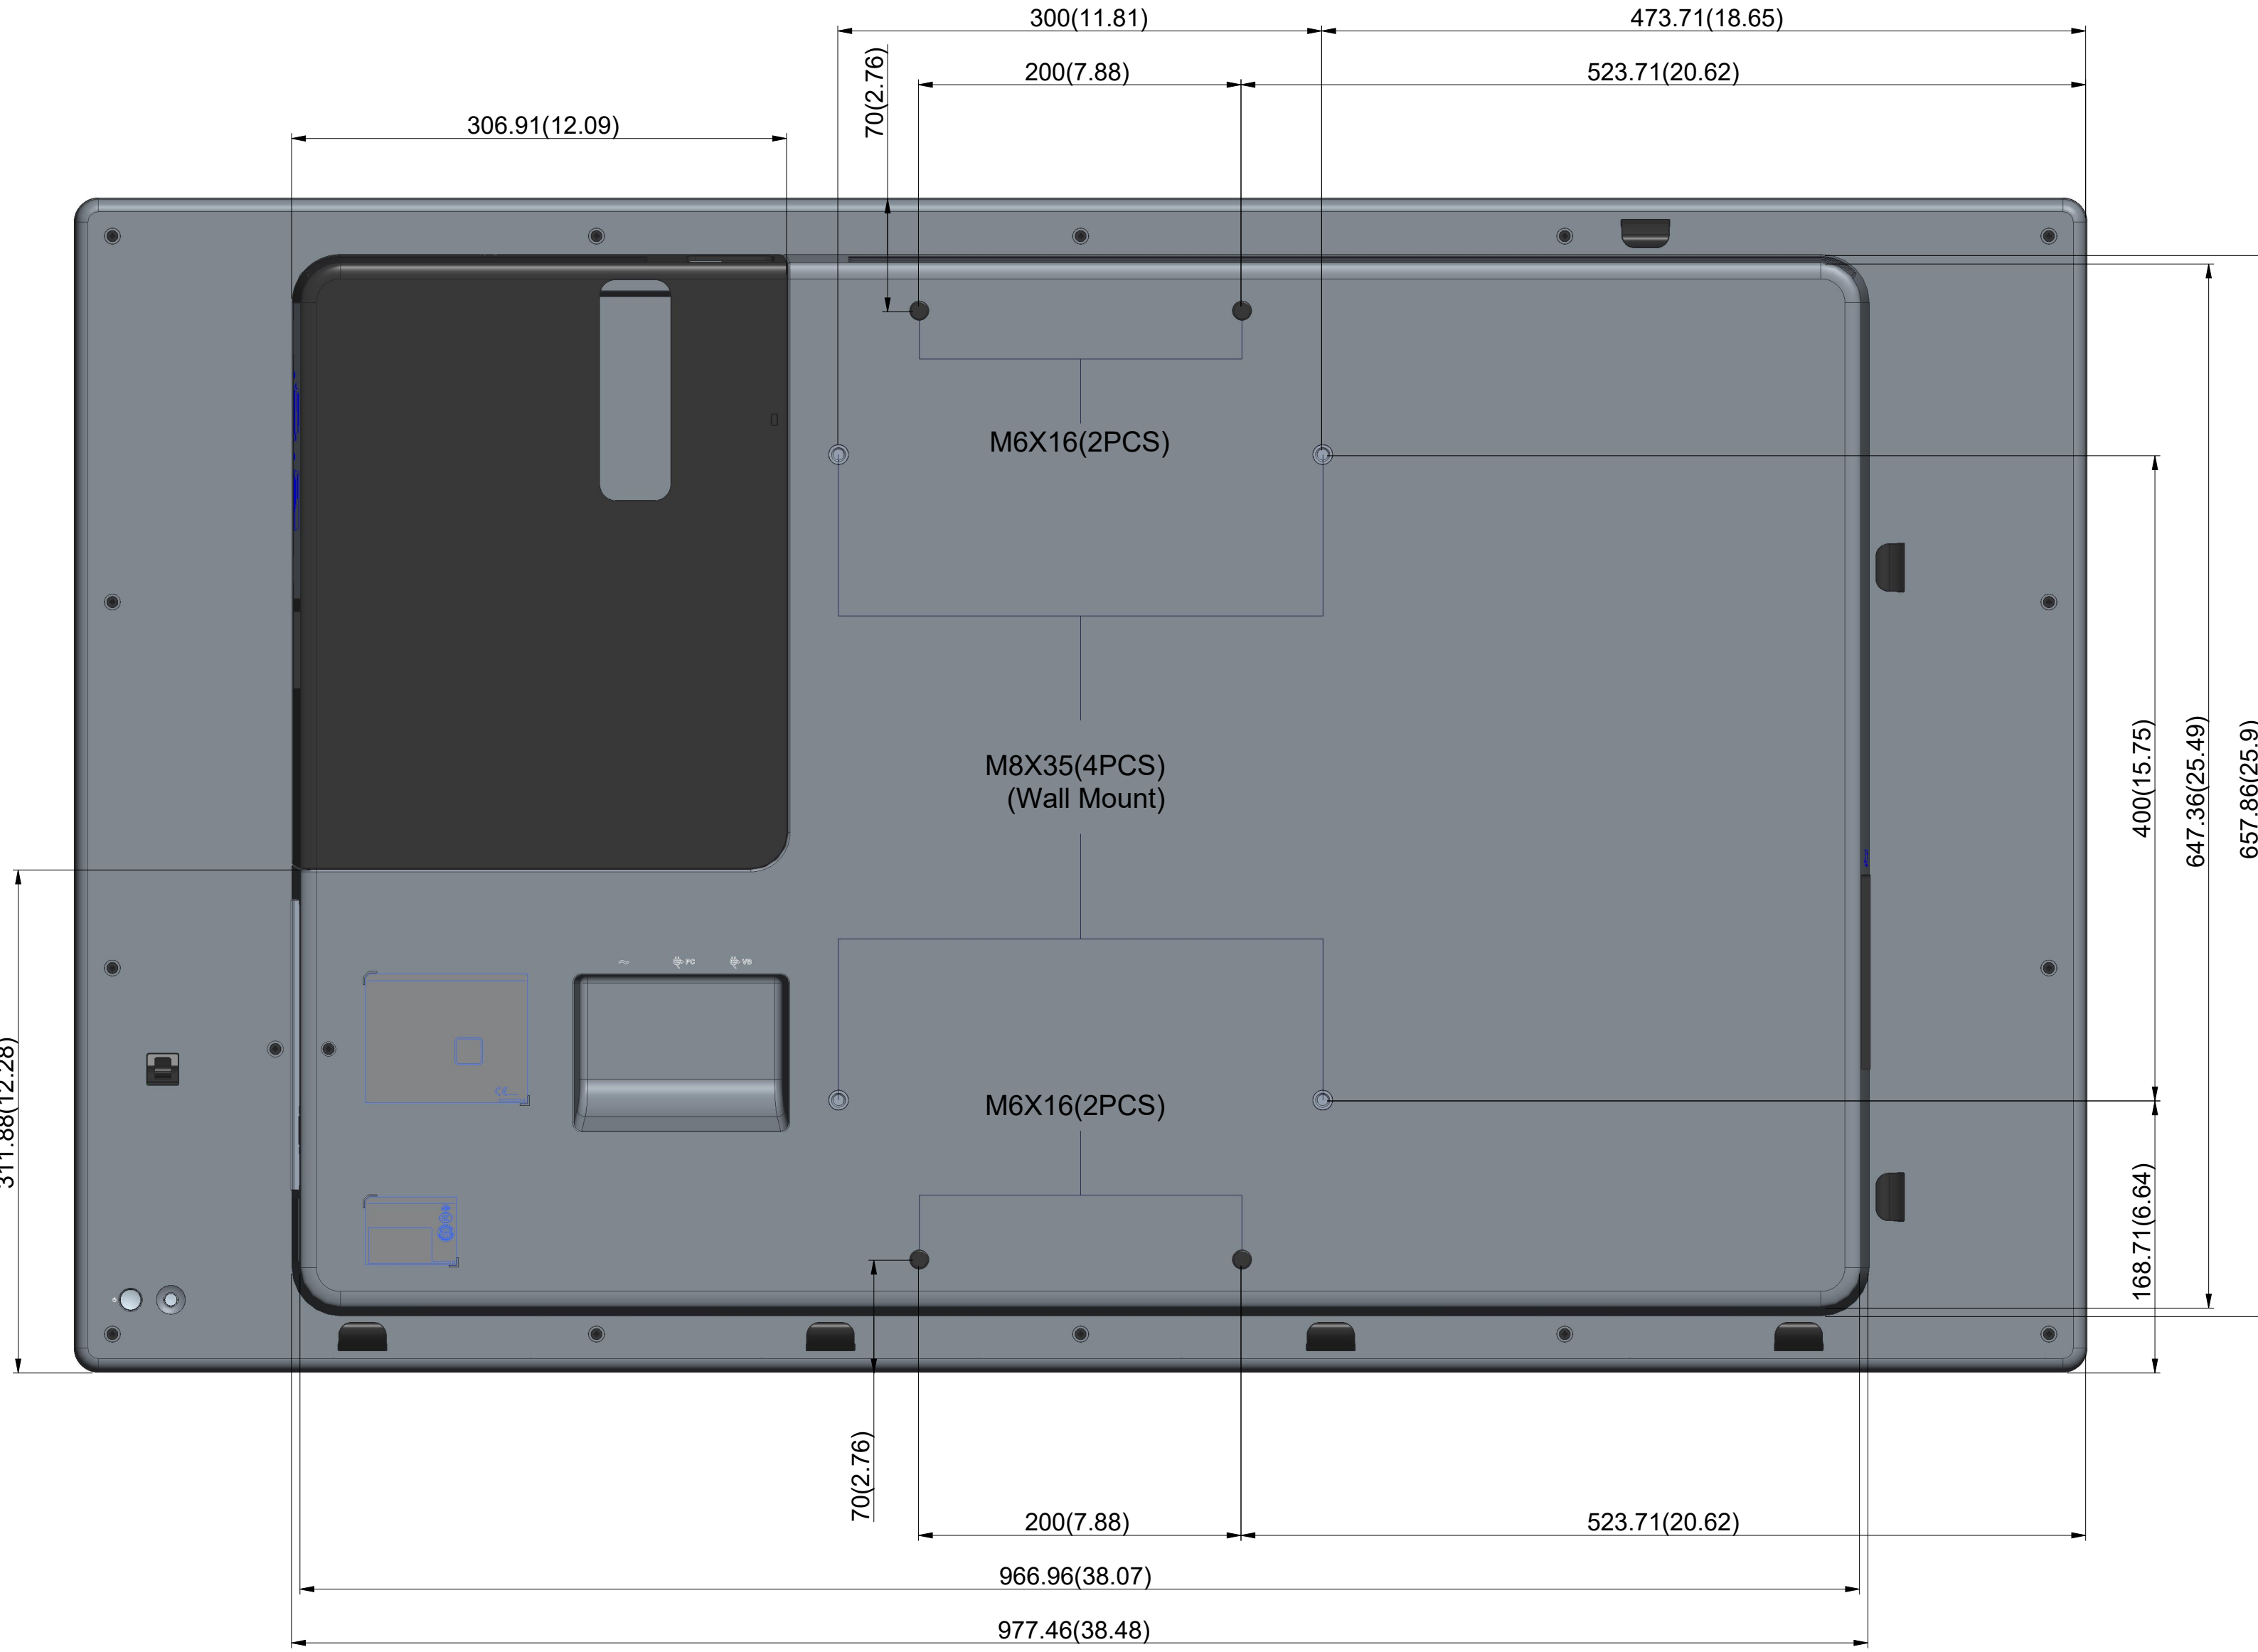 300(11.81)
473.71(18.65)
70(2.76)
200(7.88)
523.71(20.62)
306.91(12.09)
M6X16(2PCS)
M8X35(4PCS)
(Wall Mount)
400(15.75)
647.36(25.49)
657.86(25.9)
PC
VS
311.88(12.28)
CE
M6X16(2PCS)
168.71(6.64)
70(2.76)
200(7.88)
523.71(20.62)
966.96(38.07)
977.46(38.48)